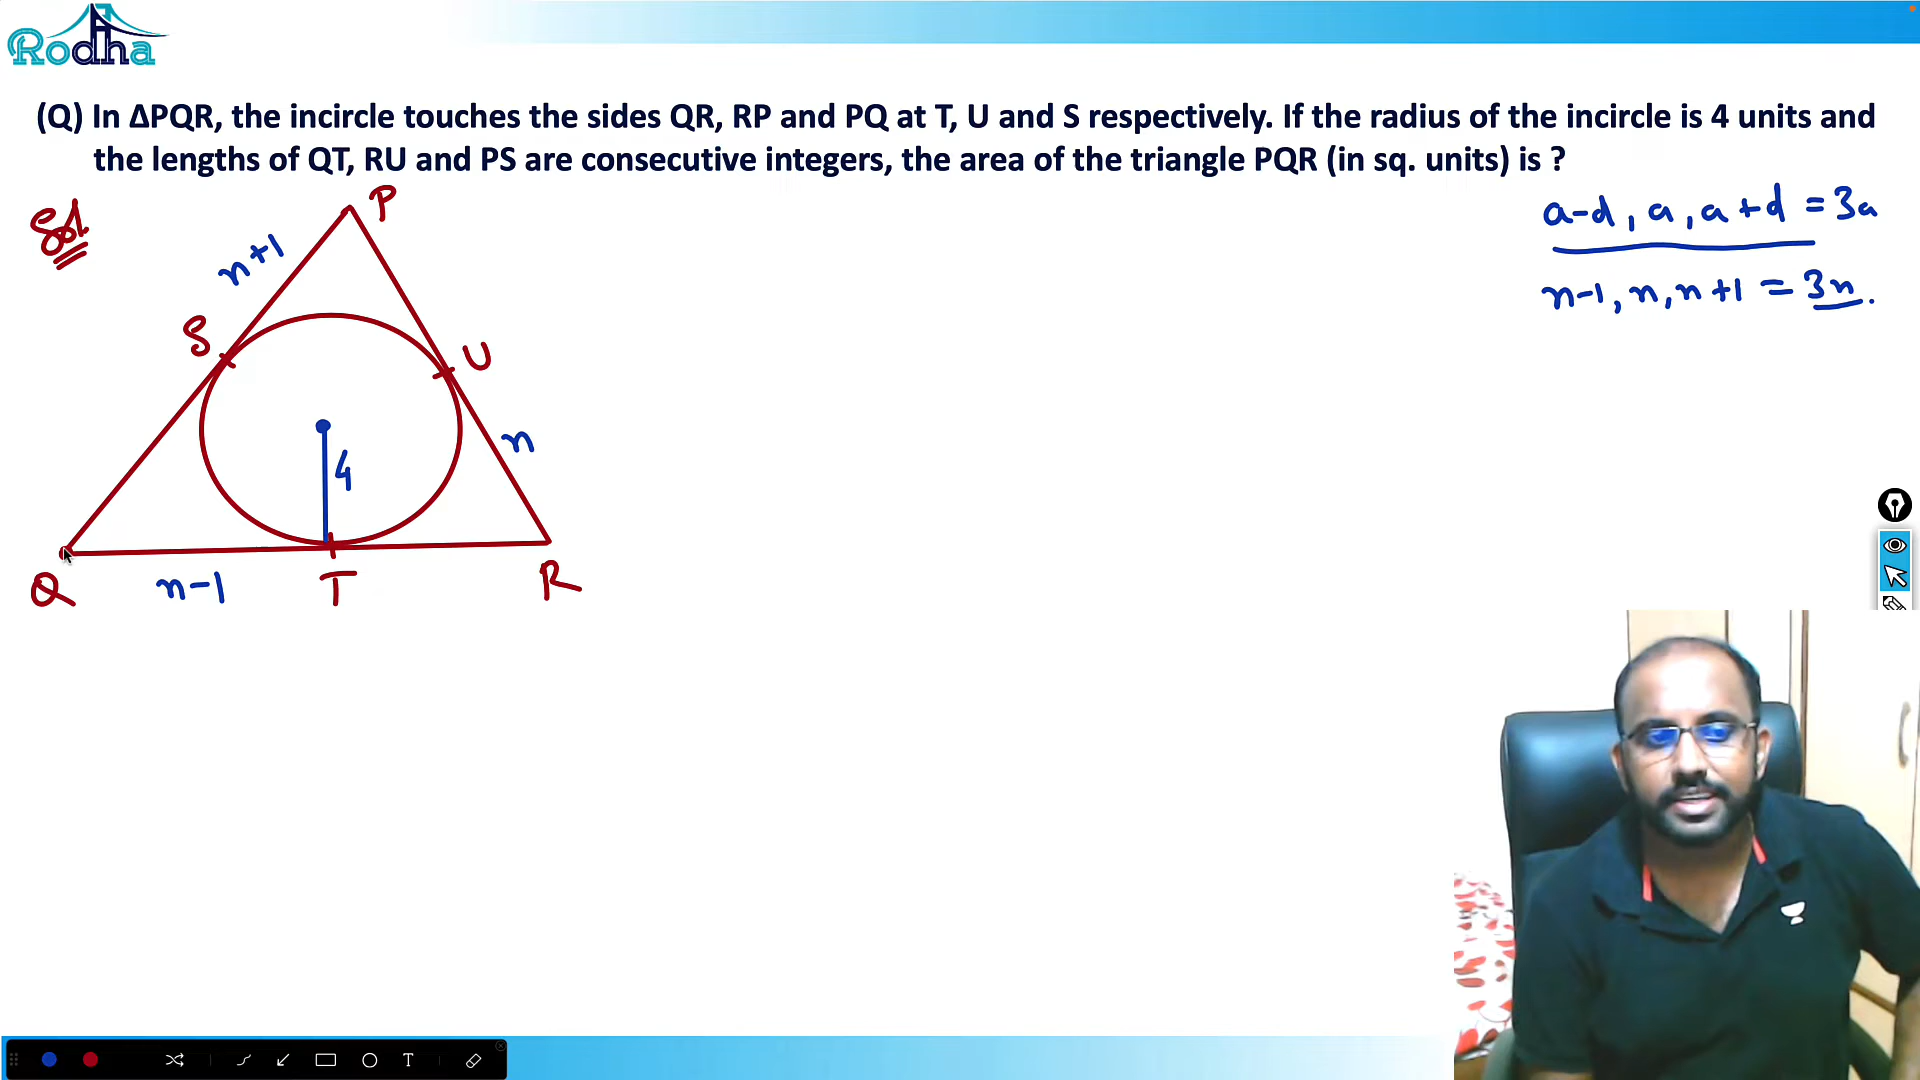 Rodha
(Q) In ΔPQR, the incircle touches the sides QR, RP and PQ at T, U and S respectively. If the radius of the incircle is 4 units and
the lengths of QT, RU and PS are consecutive integers, the area of the triangle PQR (in sq. units) is ?
Sol
P
a-d, a, a+d = 3a
n+1
n-1, n, n+1 = 3n.
S
U
n
4
Q
n-1
T
R
T